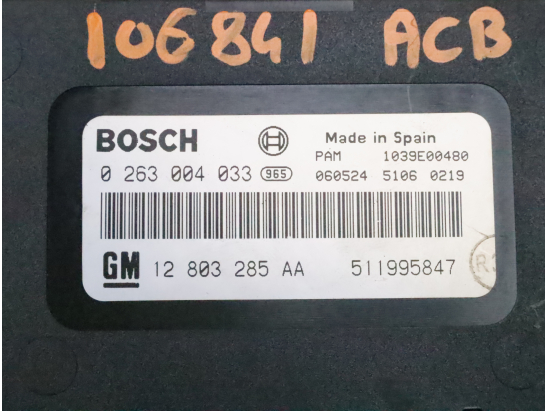 106841 ACB
BOSCH Made in Spain
PAM 1039E00480
0 263 004 033 965 060524 5106 0219
GM 12 803 285 AA 511995847
R3